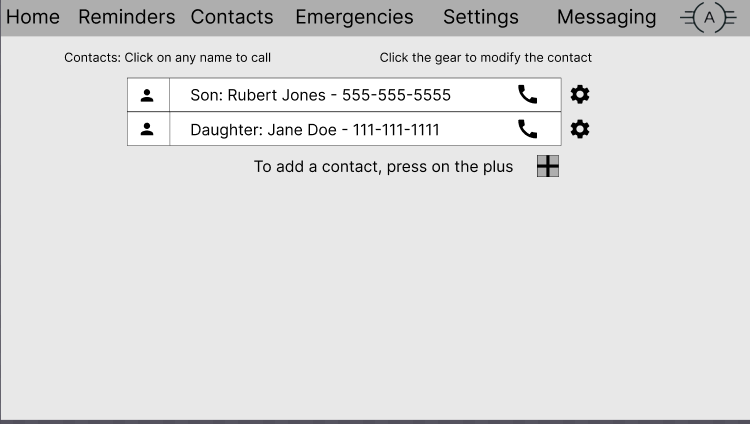 Home Reminders Contacts Emergencies Settings Messaging A
Contacts: Click on any name to call Click the gear to modify the contact
Son: Rubert Jones - 555-555-5555
Daughter: Jane Doe - 111-111-1111
To add a contact, press on the plus